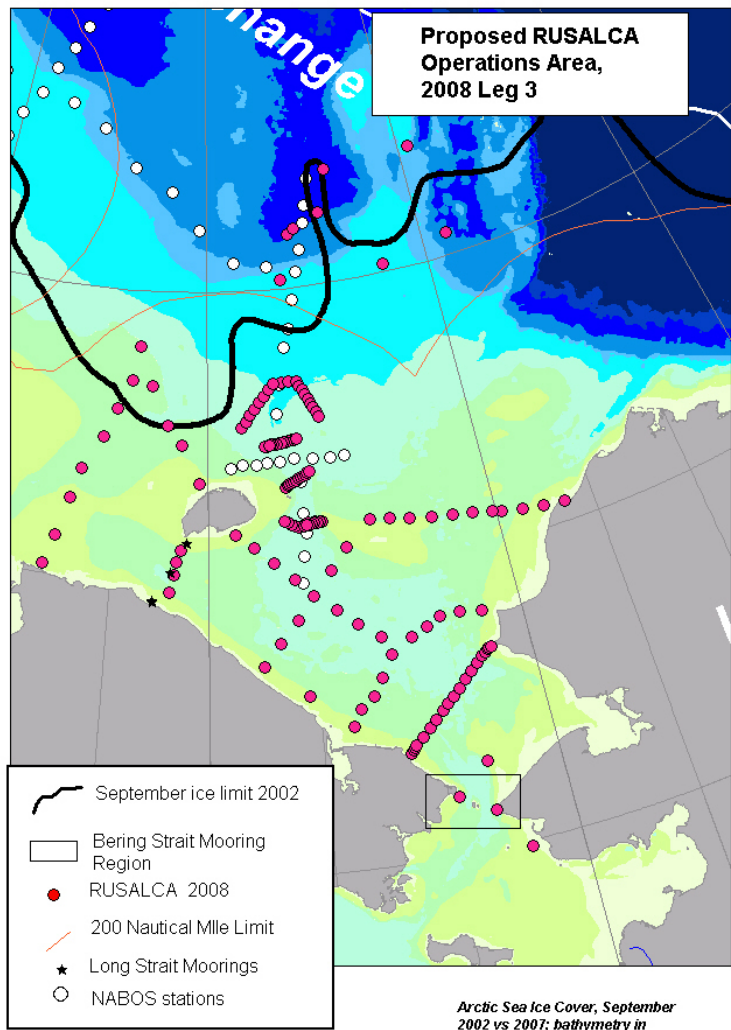 hange
Proposed RUSALCA
Operations Area,
2008 Leg 3
September ice limit 2002
Bering Strait Mooring
Region
RUSALCA 2008
200 Nautical MIle Limit
Long Strait Moorings
NABOS stations
Arctic Sea Ice Cover, September
2002 vs 2007: bathymetry in